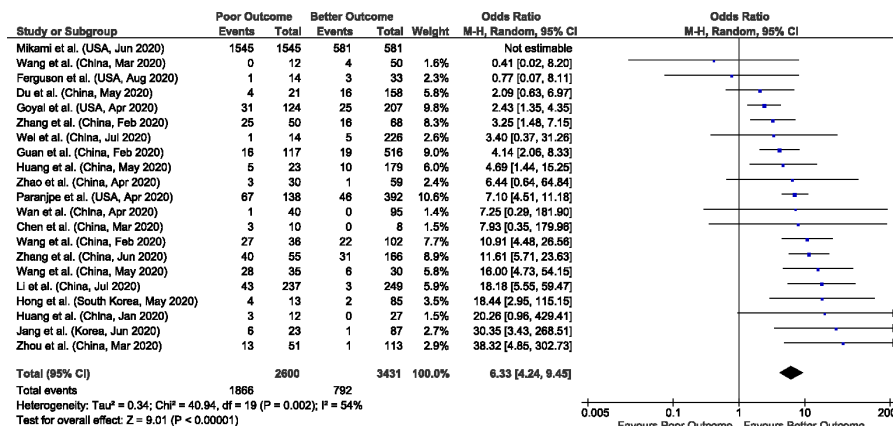 Poor Outcome Better Outcome Odds Ratio Odds Ratio
Study or Subgroup Events Total Events Total Weight M-H, Random, 95% CI M-H, Random, 95% CI
Mikami et al. (USA, Jun 2020) 1545 1545 581 581 Not estimable
Wang et al. (China, Mar 2020) 0 12 4 50 1.6% 0.41 [0.02, 8.20]
Ferguson et al. (USA, Aug 2020) 1 14 3 33 2.4% 0.77 [0.07, 8.11]
Du et al. (China, May 2020) 4 21 16 158 5.9% 2.09 [0.63, 6.97]
Goyal et al. (USA, Apr 2020) 31 124 25 207 9.9% 2.43 [1.35, 4.35]
Zhang et al. (China, Feb 2020) 25 50 16 68 8.5% 3.25 [1.48, 7.15]
Wei et al. (China, Jul 2020) 1 14 5 226 2.6% 3.40 [0.37, 31.26]
Guan et al. (China, Feb 2020) 16 117 19 516 9.0% 4.14 [2.06, 8.33]
Huang et al. (China, May 2020) 5 23 10 179 6.0% 4.69 [1.44, 15.25]
Zhao et al. (China, Apr 2020) 3 30 1 59 2.5% 6.44 [0.64, 64.84]
Paranjpe et al. (USA, Apr 2020) 67 138 46 392 10.6% 7.10 [4.51, 11.18]
Wan et al. (China, Apr 2020) 1 40 0 95 1.5% 7.25 [0.29, 181.90]
Chen et al. (China, Mar 2020) 3 10 0 8 1.5% 7.93 [0.35, 179.96]
Wang et al. (China, Feb 2020) 27 36 22 102 7.7% 10.91 [4.48, 26.56]
Zhang et al. (China, Jun 2020) 40 55 31 166 9.0% 11.61 [5.71, 23.63]
Wang et al. (China, May 2020) 28 35 6 30 5.8% 16.00 [4.73, 54.15]
Li et al. (China, Jul 2020) 43 237 3 249 5.9% 18.18 [5.55, 59.47]
Hong et al. (South Korea, May 2020) 4 13 2 85 3.5% 18.44 [2.95, 115.15]
Huang et al. (China, Jan 2020) 3 12 0 27 1.6% 20.26 [0.96, 429.41]
Jang et al. (Korea, Jun 2020) 6 23 1 87 2.7% 30.35 [3.43, 268.51]
Zhou et al. (China, Mar 2020) 13 51 1 113 2.9% 38.32 [4.85, 302.73]
Total (95% CI) 2600 3431 100.0% 6.33 [4.24, 9.45]
Total events 1866 792
Heterogeneity: Tau² = 0.34; Chi² = 40.94, df = 19 (P = 0.002); I² = 54%
Test for overall effect: Z = 9.01 (P < 0.00001)
0.005 0.1 1 10 200
Favours Poor Outcome Favours Better Outcome